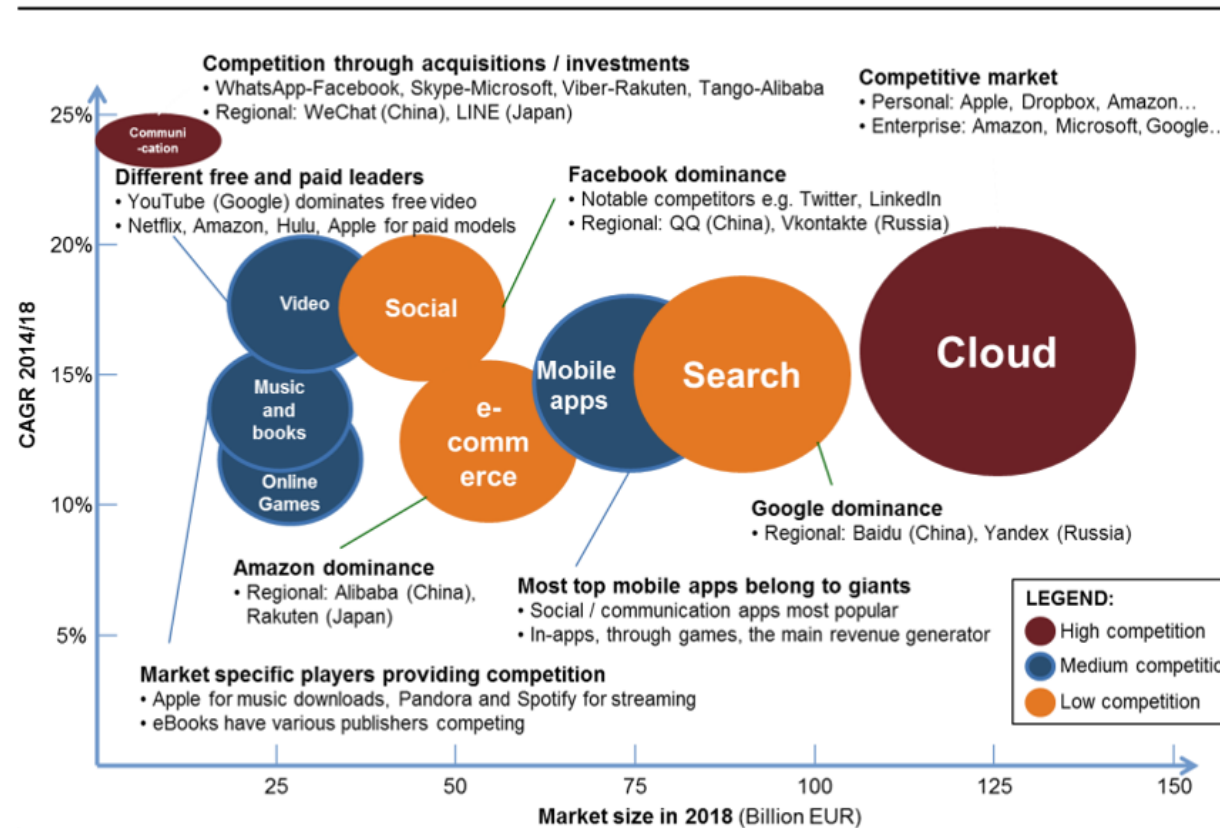 Competition through acquisitions / investments
• WhatsApp-Facebook, Skype-Microsoft, Viber-Rakuten, Tango-Alibaba
• Regional: WeChat (China), LINE (Japan)
Competitive market
• Personal: Apple, Dropbox, Amazon…
• Enterprise: Amazon, Microsoft, Google…
25%
Communi
-cation
Different free and paid leaders
• YouTube (Google) dominates free video
• Netflix, Amazon, Hulu, Apple for paid models
Facebook dominance
• Notable competitors e.g. Twitter, LinkedIn
• Regional: QQ (China), Vkontakte (Russia)
20%
Video
Social
CAGR 2014/18
15%
Music
and
books
Mobile
apps
Search
Cloud
e-
comm
erce
Online
Games
10%
Google dominance
• Regional: Baidu (China), Yandex (Russia)
Amazon dominance
• Regional: Alibaba (China),
Rakuten (Japan)
Most top mobile apps belong to giants
• Social / communication apps most popular
• In-apps, through games, the main revenue generator
5%
LEGEND:
High competition
Medium competitio
Low competition
Market specific players providing competition
• Apple for music downloads, Pandora and Spotify for streaming
• eBooks have various publishers competing
25
50
75
100
125
150
Market size in 2018 (Billion EUR)